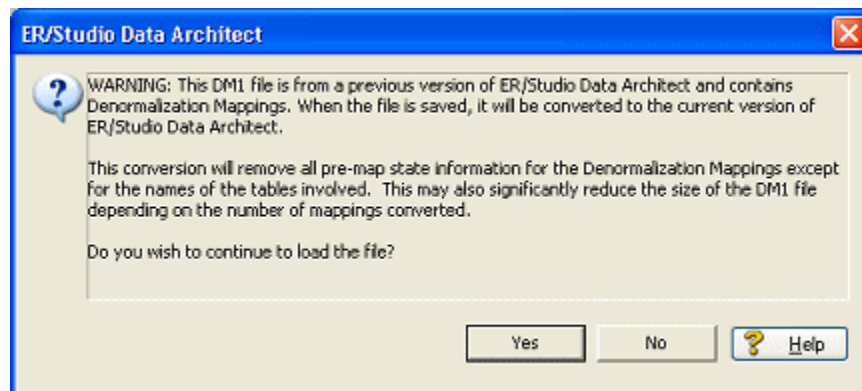 ER/Studio Data Architect
WARNING: This DM1 file is from a previous version of ER/Studio Data Architect and contains
Denormalization Mappings. When the file is saved, it will be converted to the current version of
ER/Studio Data Architect.
This conversion will remove all pre-map state information for the Denormalization Mappings except
for the names of the tables involved. This may also significantly reduce the size of the DM1 file
depending on the number of mappings converted.
Do you wish to continue to load the file?
Yes
No
Help